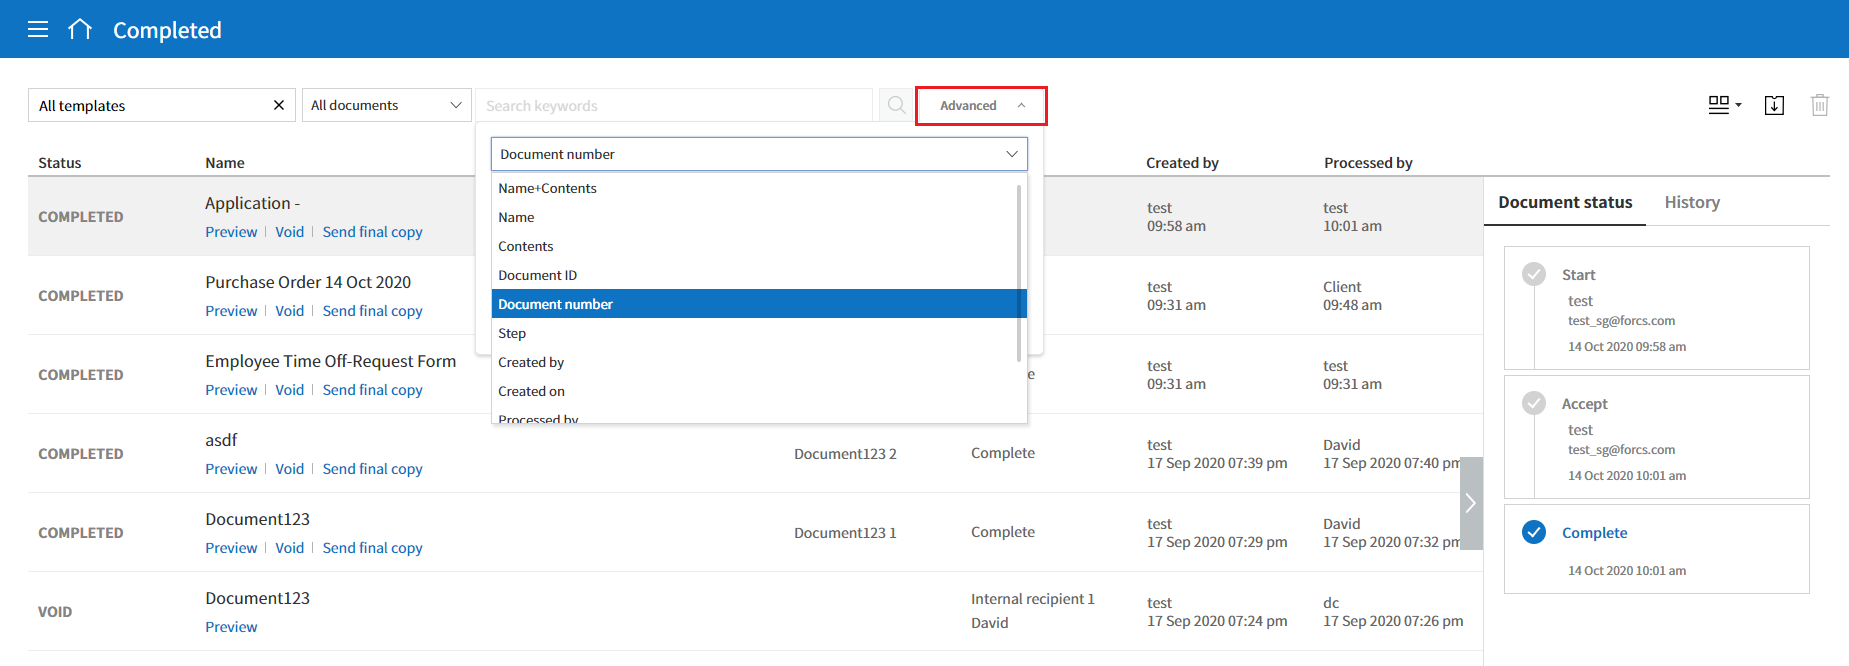 Completed
All templates
All documents
Search keywords
Advanced
Document number
Name+Contents
Name
Contents
Document ID
Document number
Step
Created by
Created on
Processed by
Status Name Created by Processed by
COMPLETED
Application -
Preview Void Send final copy
test
09:58 am
test
10:01 am
COMPLETED
Purchase Order 14 Oct 2020
Preview Void Send final copy
test
09:31 am
Client
09:48 am
COMPLETED
Employee Time Off-Request Form
Preview Void Send final copy
e
test
09:31 am
test
09:31 am
COMPLETED
asdf
Preview Void Send final copy
Document123 2
Complete
test
17 Sep 2020 07:39 pm
David
17 Sep 2020 07:40 pm
COMPLETED
Document123
Preview Void Send final copy
Document123 1
Complete
test
17 Sep 2020 07:29 pm
David
17 Sep 2020 07:32 pm
VOID
Document123
Preview
Internal recipient 1
David
test
17 Sep 2020 07:24 pm
dc
17 Sep 2020 07:26 pm
Document status History
Start
test
test_sg@forcs.com
14 Oct 2020 09:58 am
Accept
test
test_sg@forcs.com
14 Oct 2020 10:01 am
Complete
14 Oct 2020 10:01 am